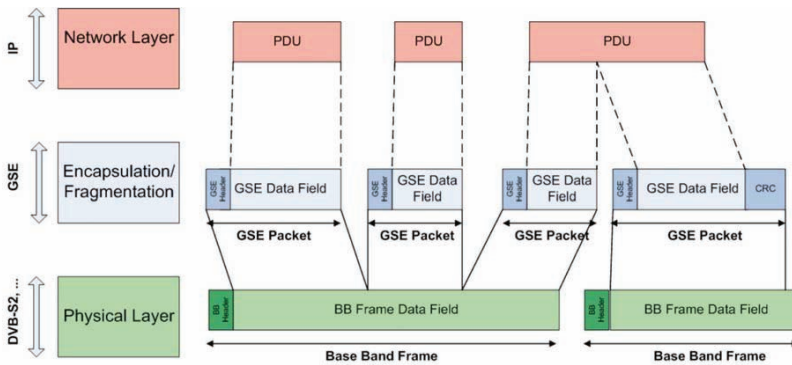 IP
Network Layer
PDU
PDU
PDU
GSE
Encapsulation/
Fragmentation
GSE
Header
GSE Data Field
GSE
Header
GSE Data
Field
GSE
Header
GSE Data
Field
GSE
Header
GSE Data Field
CRC
GSE Packet
GSE Packet
GSE Packet
GSE Packet
DVB-S2, ...
Physical Layer
BB
Header
BB Frame Data Field
BB
Header
BB Frame Data Field
Base Band Frame
Base Band Frame